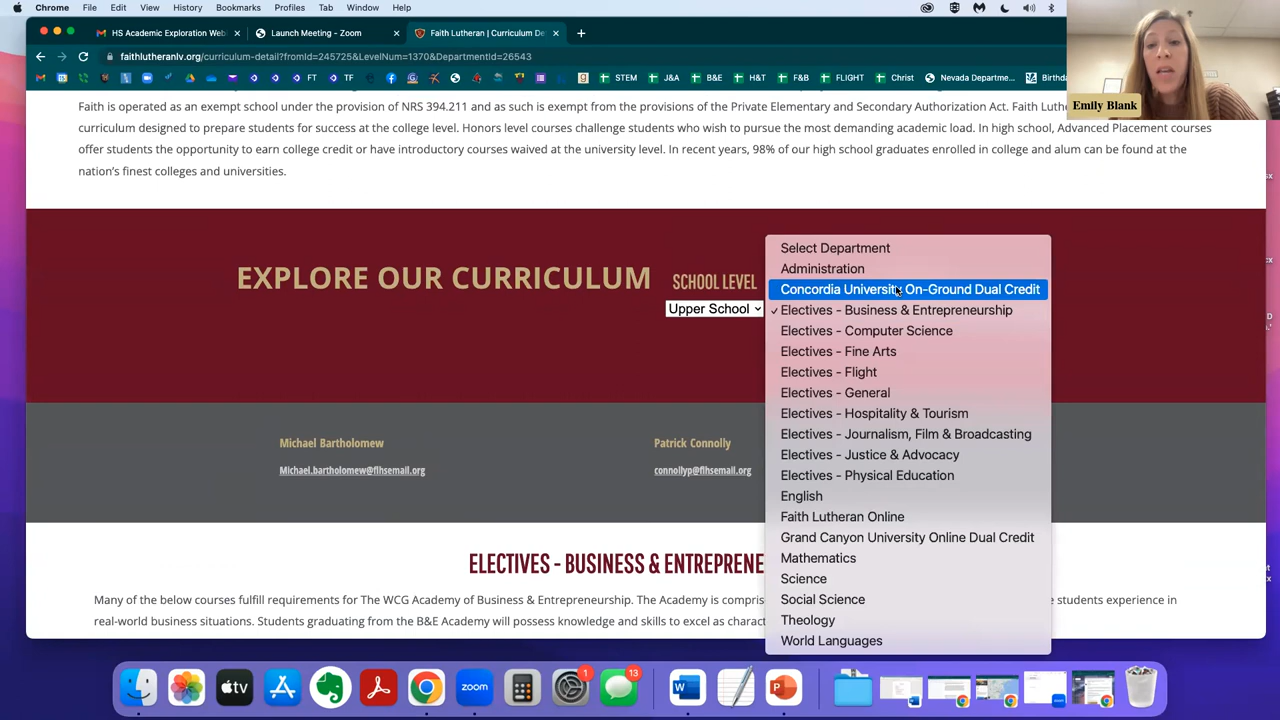 Chrome File Edit View History Bookmarks Profiles Tab Window Help
HS Academic Exploration Web Launch Meeting - Zoom Faith Lutheran | Curriculum De
faithlutheranlv.org/curriculum-detail?fromId=245725&LevelNum=1370&DepartmentId=26543
FT TF STEM J&A B&E H&T F&B FLIGHT Christ Nevada Departme... Birthda
Emily Blank
Faith is operated as an exempt school under the provision of NRS 394.211 and as such is exempt from the provisions of the Private Elementary and Secondary Authorization Act. Faith Luth
curriculum designed to prepare students for success at the college level. Honors level courses challenge students who wish to pursue the most demanding academic load. In high school, Advanced Placement courses
offer students the opportunity to earn college credit or have introductory courses waived at the university level. In recent years, 98% of our high school graduates enrolled in college and alum can be found at the
nation's finest colleges and universities.
EXPLORE OUR CURRICULUM
SCHOOL LEVEL
Upper School
Select Department
Administration
Concordia University On-Ground Dual Credit
✓ Electives - Business & Entrepreneurship
Electives - Computer Science
Electives - Fine Arts
Electives - Flight
Electives - General
Electives - Hospitality & Tourism
Electives - Journalism, Film & Broadcasting
Electives - Justice & Advocacy
Electives - Physical Education
English
Faith Lutheran Online
Grand Canyon University Online Dual Credit
Mathematics
Science
Social Science
Theology
World Languages
Michael Bartholomew
Michael.bartholomew@flhsemail.org
Patrick Connolly
connollyp@flhsemail.org
ELECTIVES - BUSINESS & ENTREPRENE
Many of the below courses fulfill requirements for The WCG Academy of Business & Entrepreneurship. The Academy is compris e students experience in
real-world business situations. Students graduating from the B&E Academy will possess knowledge and skills to excel as charact
tv zoom 1 13